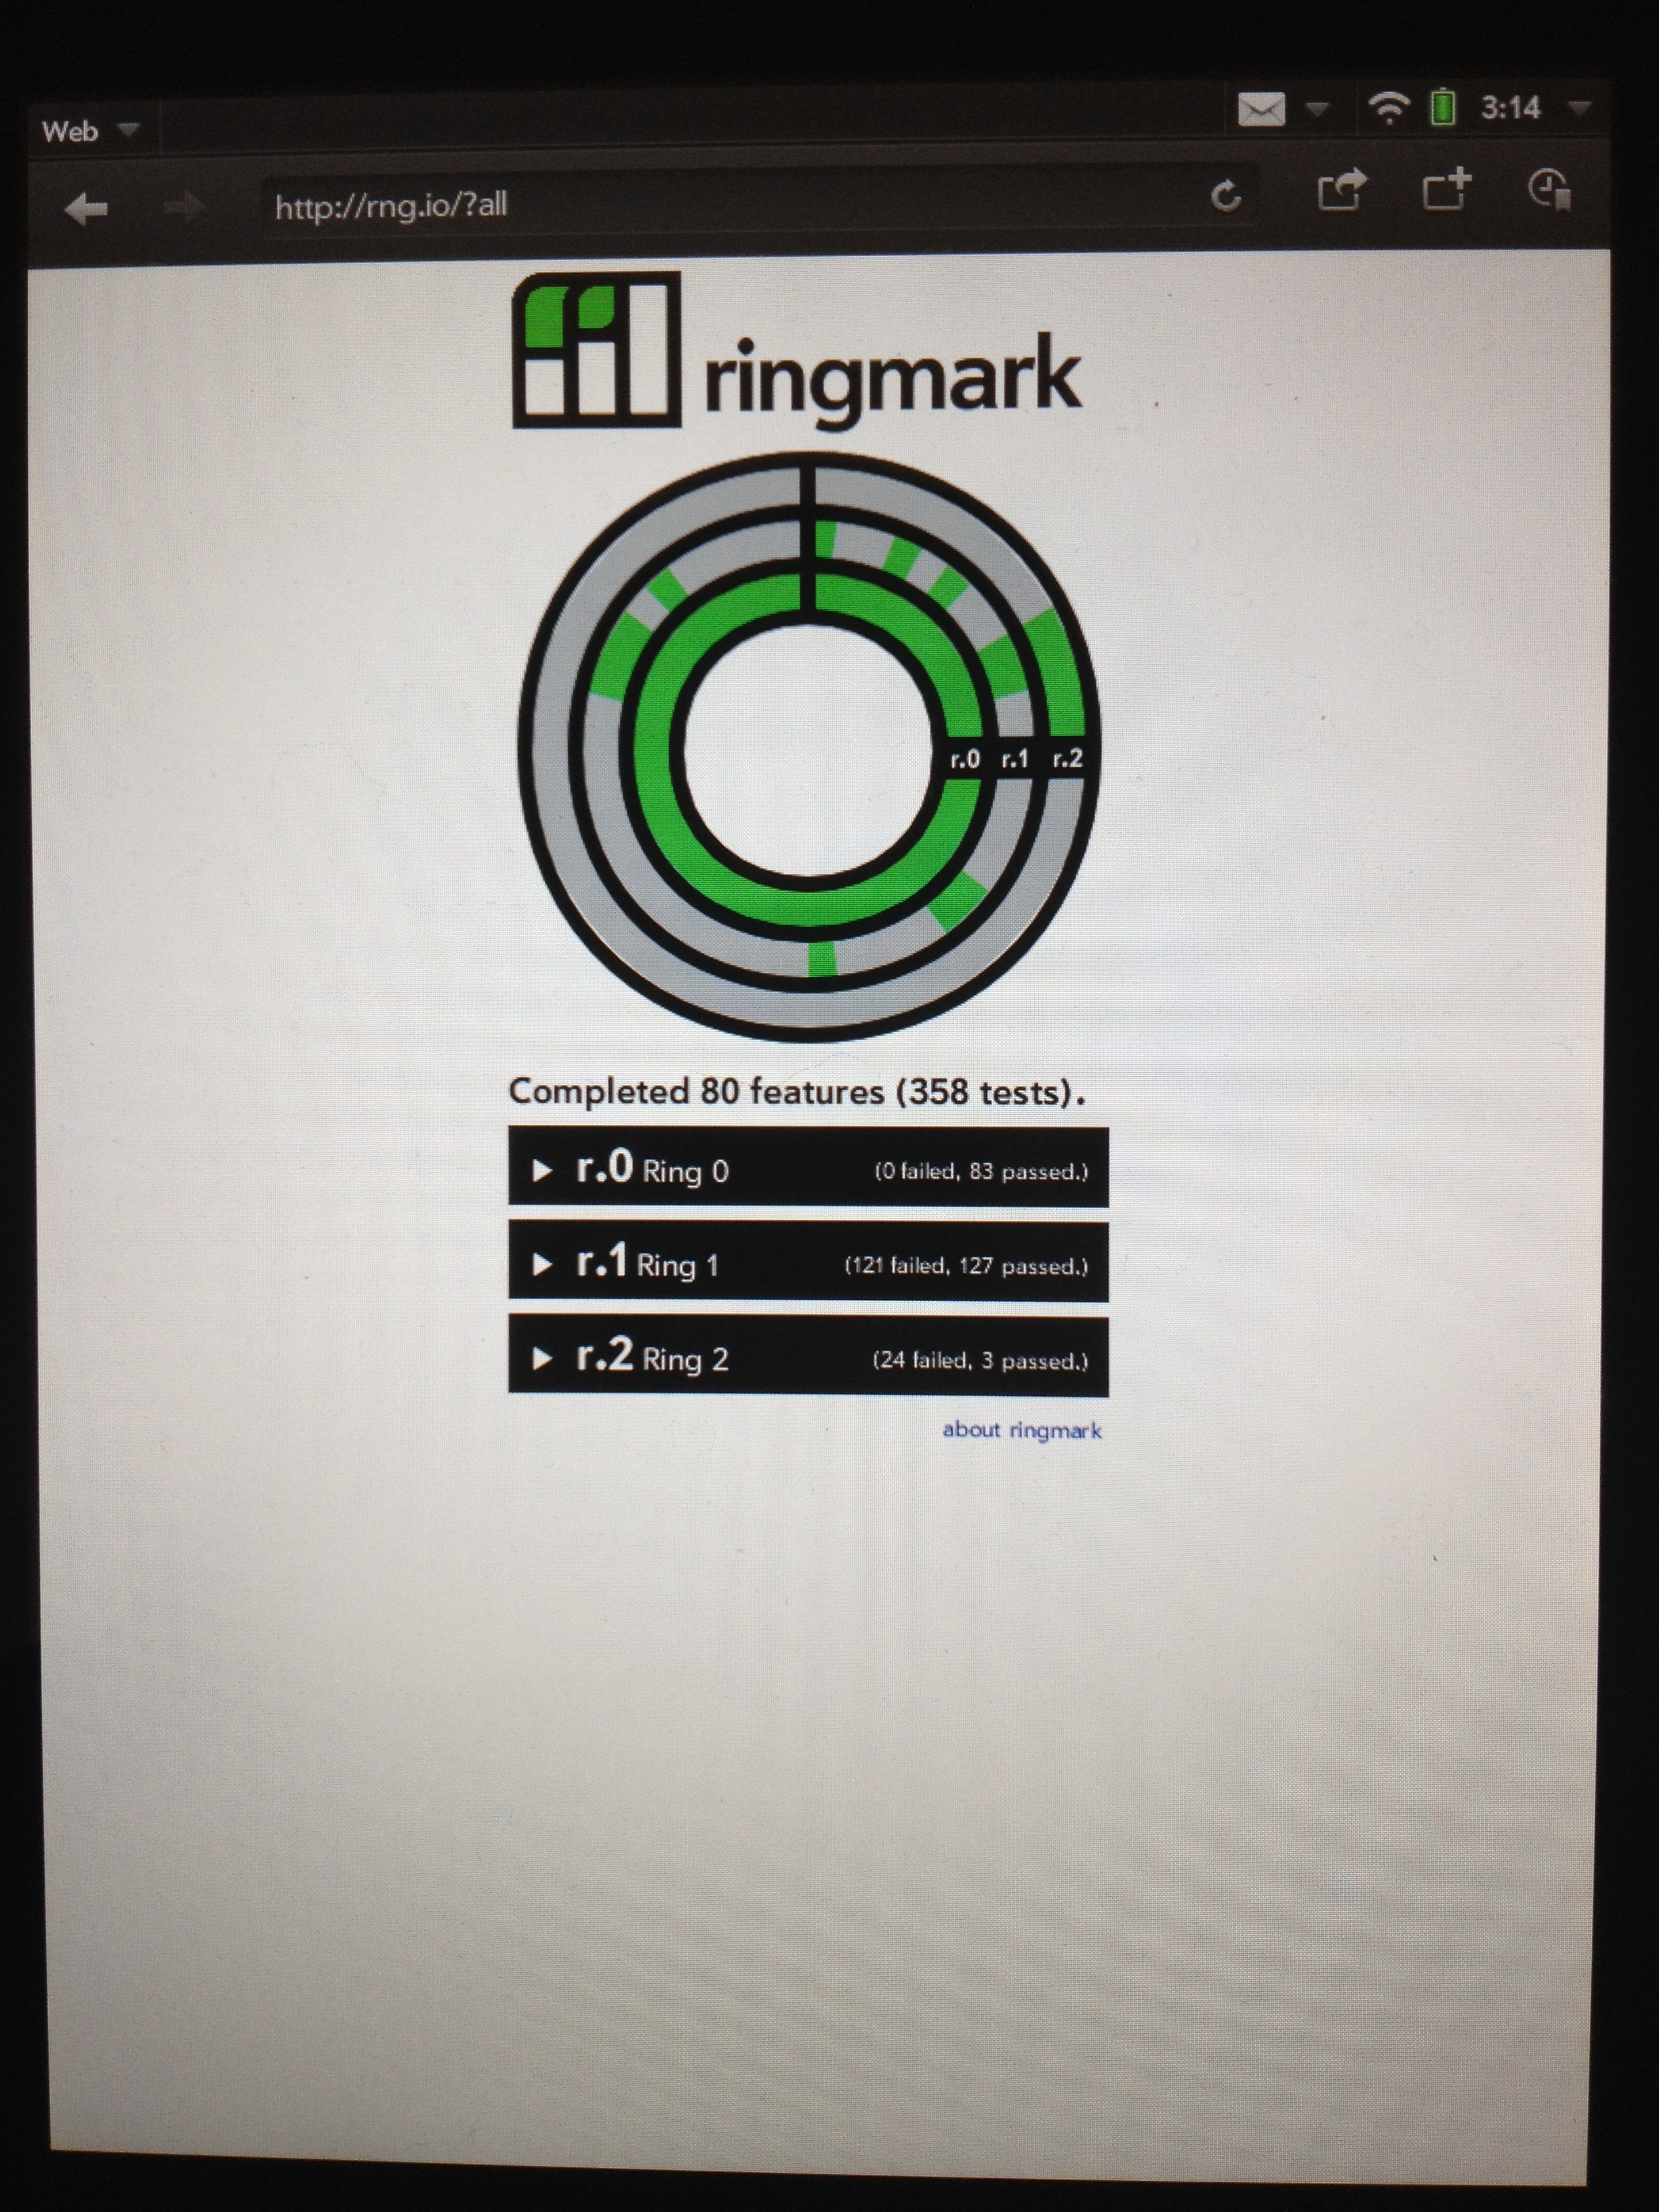 Web
3:14
http://rng.io/?all
ringmark
r.0 r.1 r.2
Completed 80 features (358 tests).
r.0 Ring 0 (0 failed, 83 passed.)
r.1 Ring 1 (121 failed, 127 passed.)
r.2 Ring 2 (24 failed, 3 passed.)
about ringmark